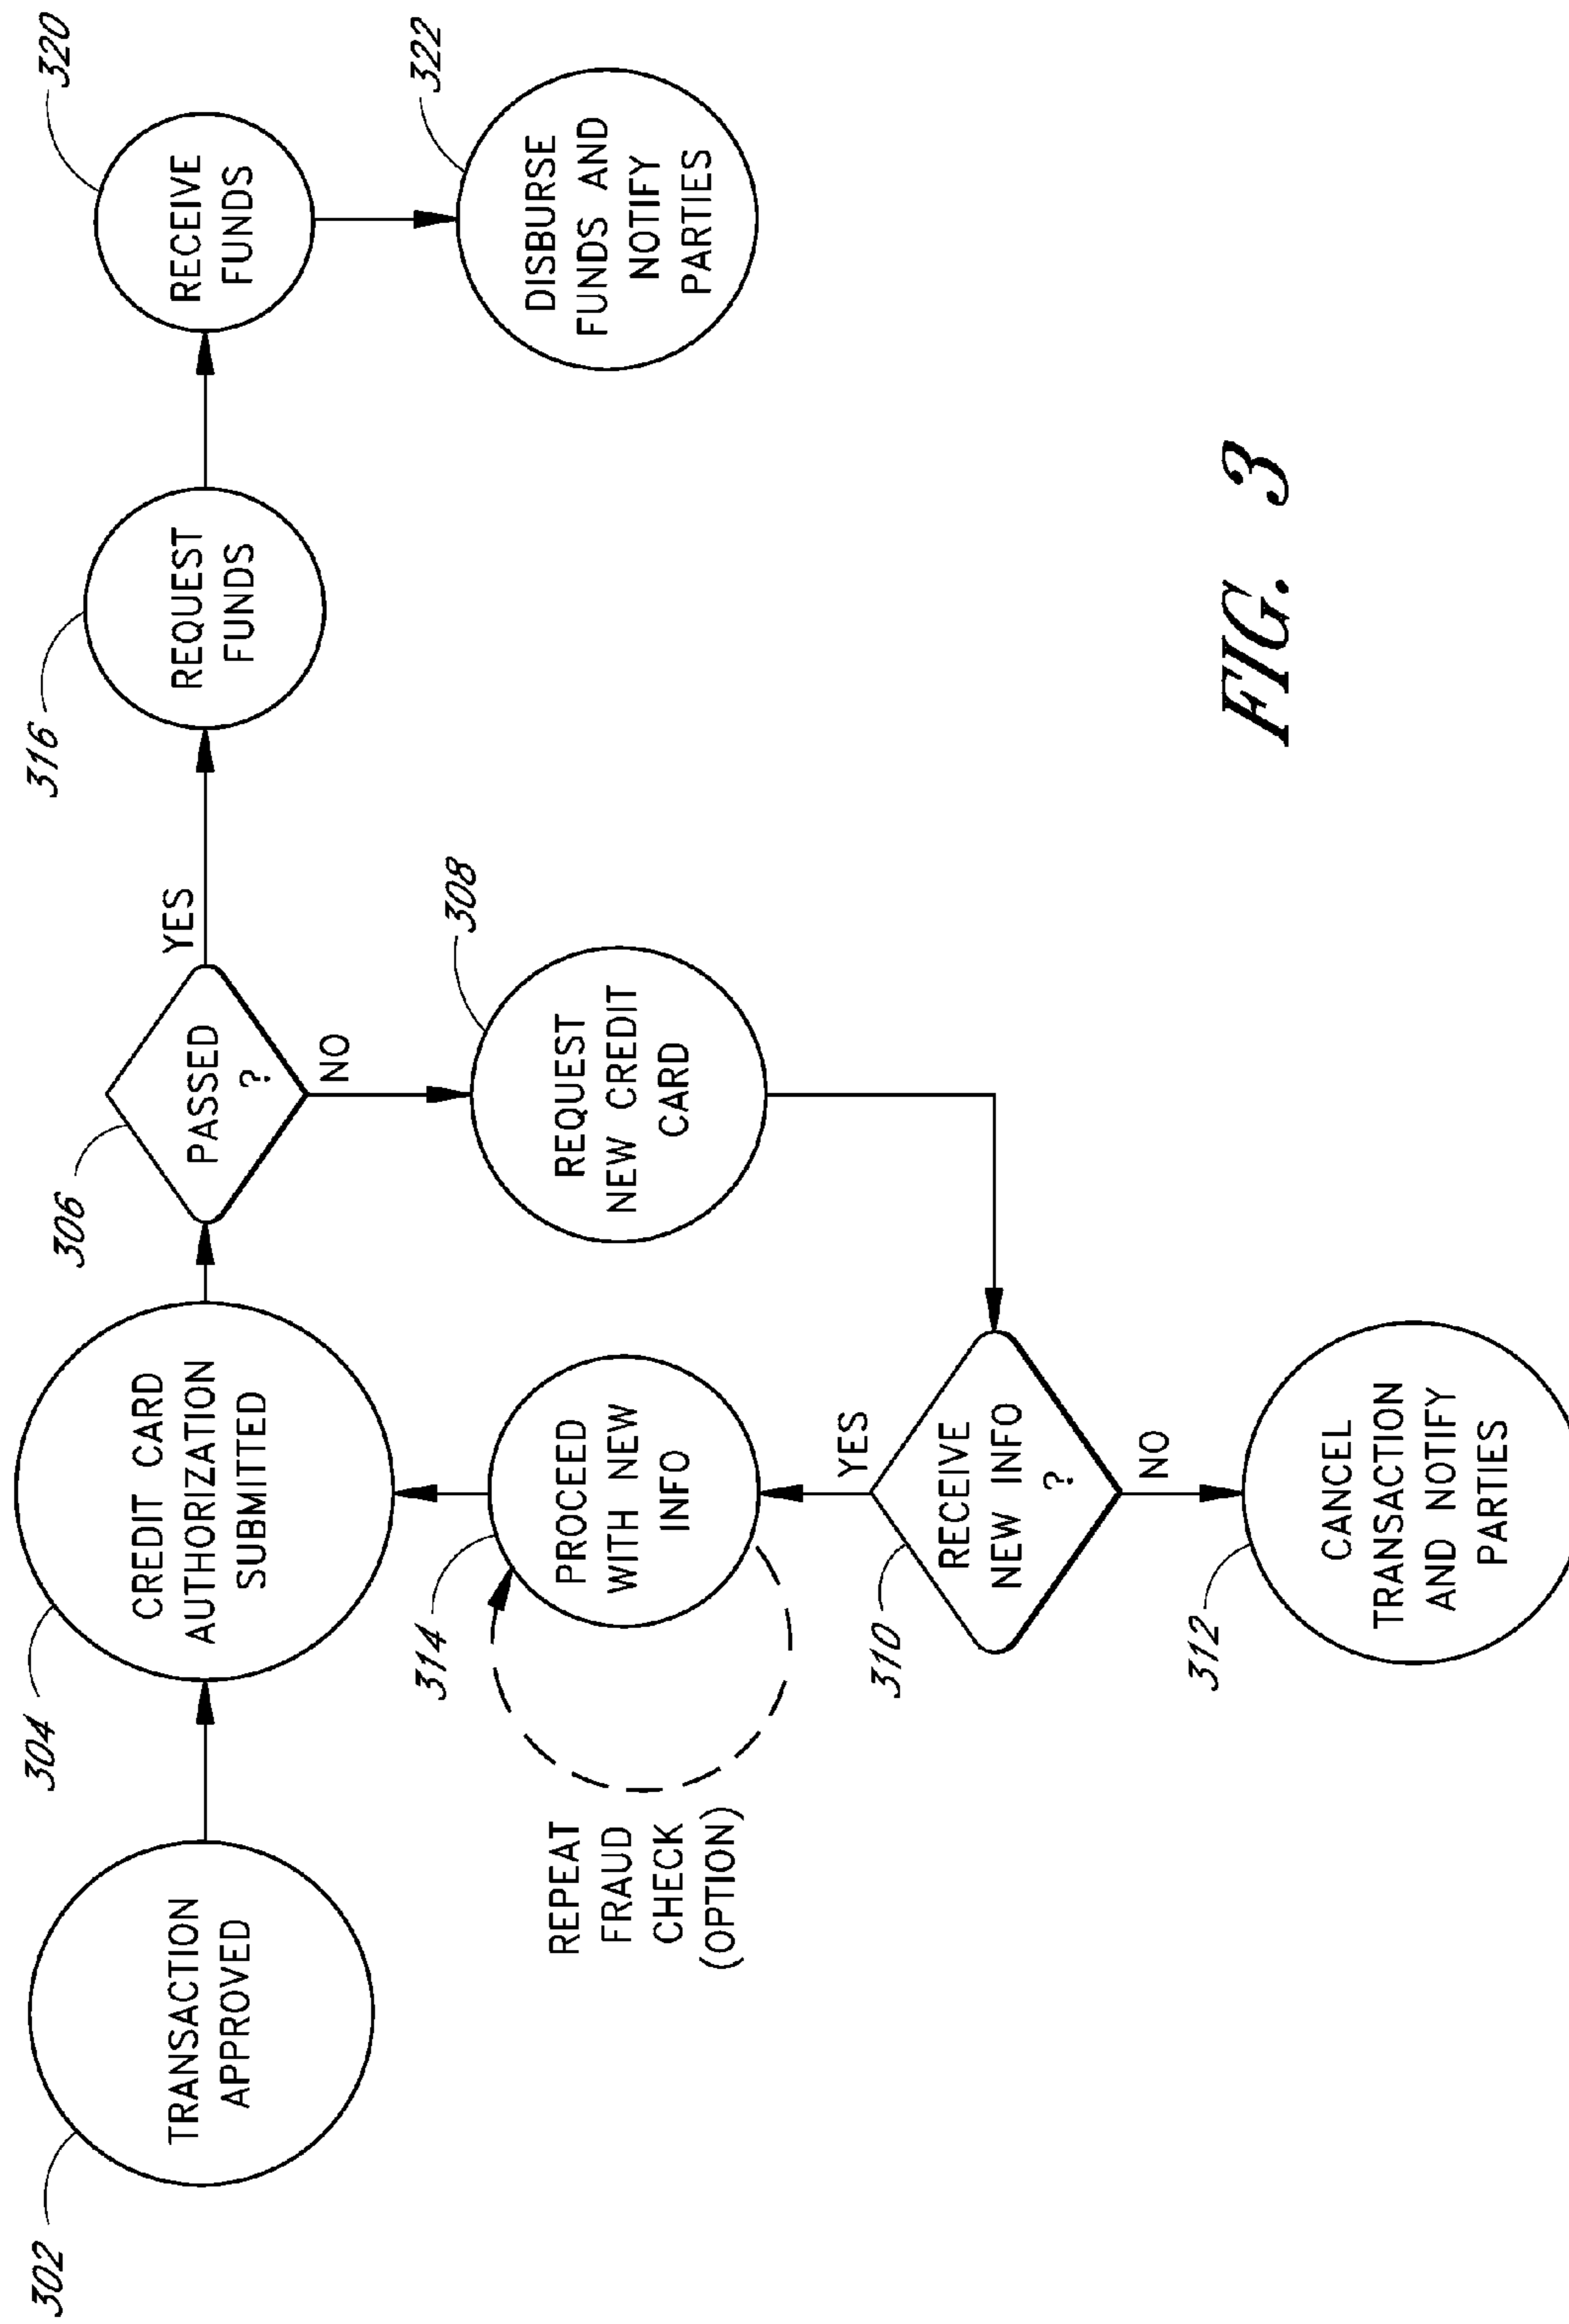 302
TRANSACTION
APPROVED
304
CREDIT CARD
AUTHORIZATION
SUBMITTED
306
PASSED
?
YES
NO
316
REQUEST
FUNDS
320
RECEIVE
FUNDS
322
DISBURSE
FUNDS AND
NOTIFY
PARTIES
308
REQUEST
NEW CREDIT
CARD
314
PROCEED
WITH NEW
INFO
REPEAT
FRAUD
CHECK
(OPTION)
310
RECEIVE
NEW INFO
?
YES
NO
312
CANCEL
TRANSACTION
AND NOTIFY
PARTIES
FIG. 3